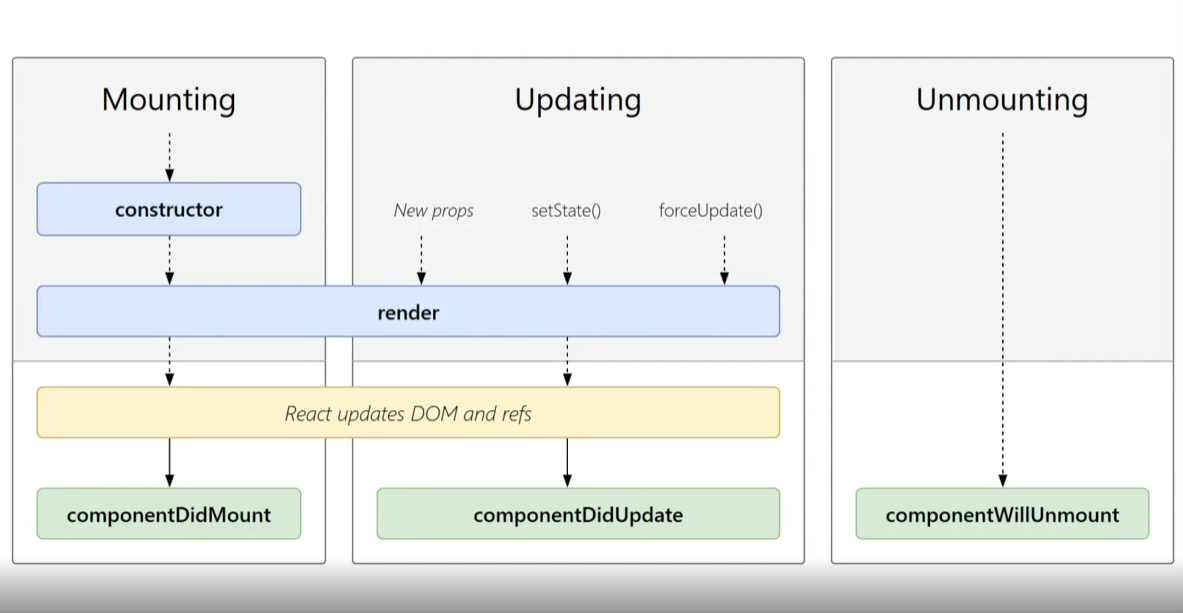 Mounting
Updating
Unmounting
constructor
New props
setState()
forceUpdate()
render
React updates DOM and refs
componentDidMount
componentDidUpdate
componentWillUnmount